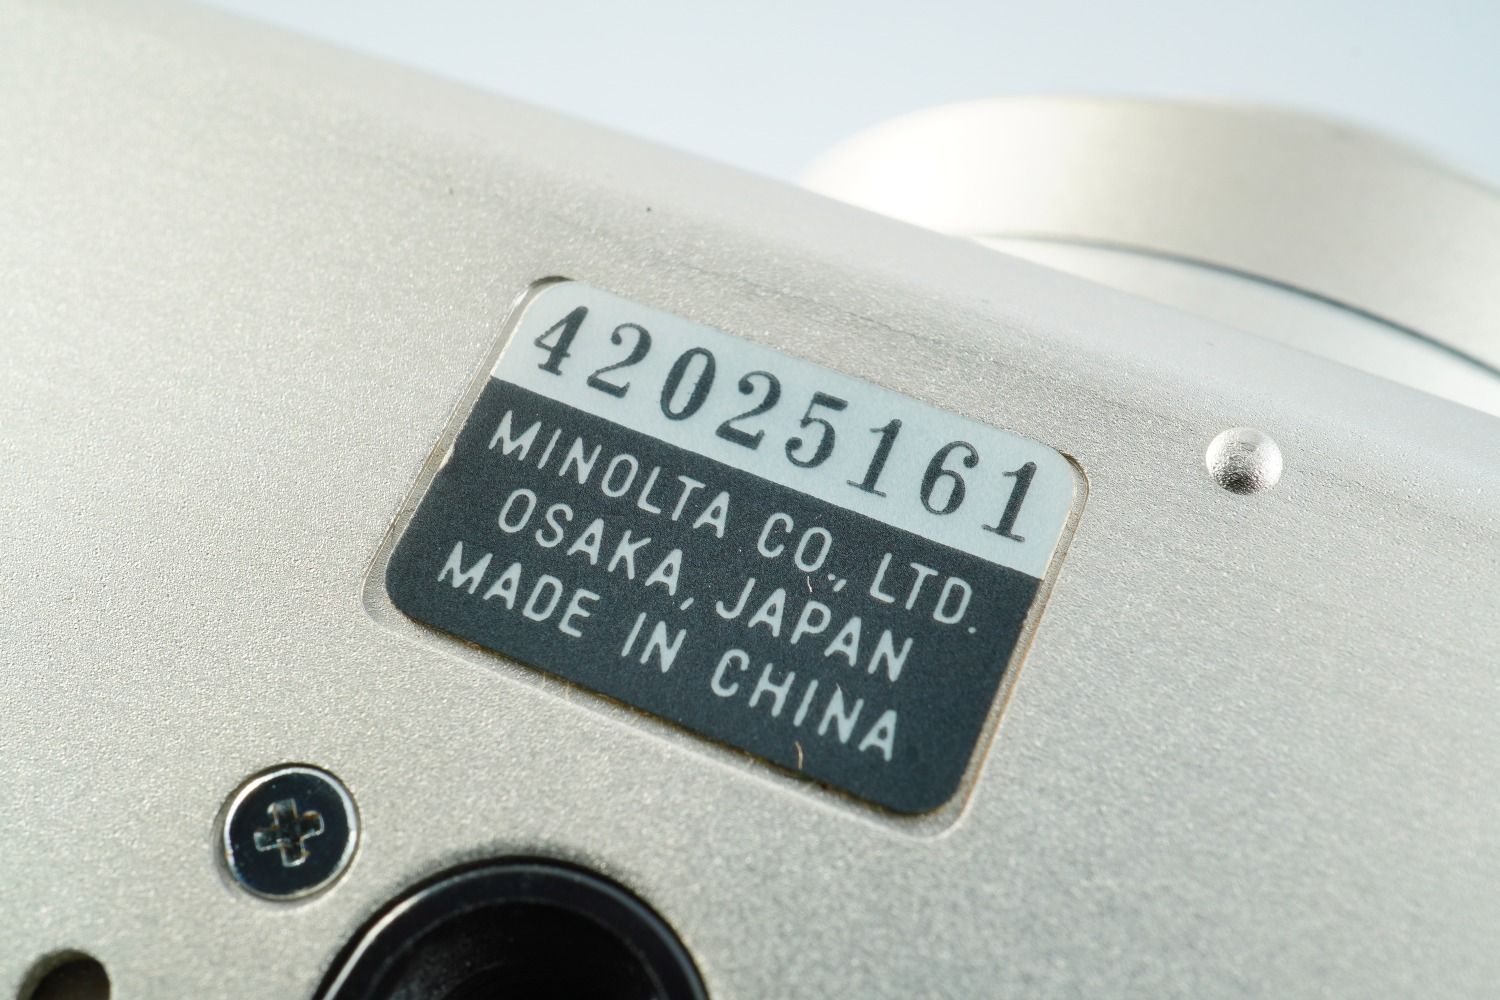 42025161
MINOLTA CO., LTD.
OSAKA, JAPAN
MADE IN CHINA